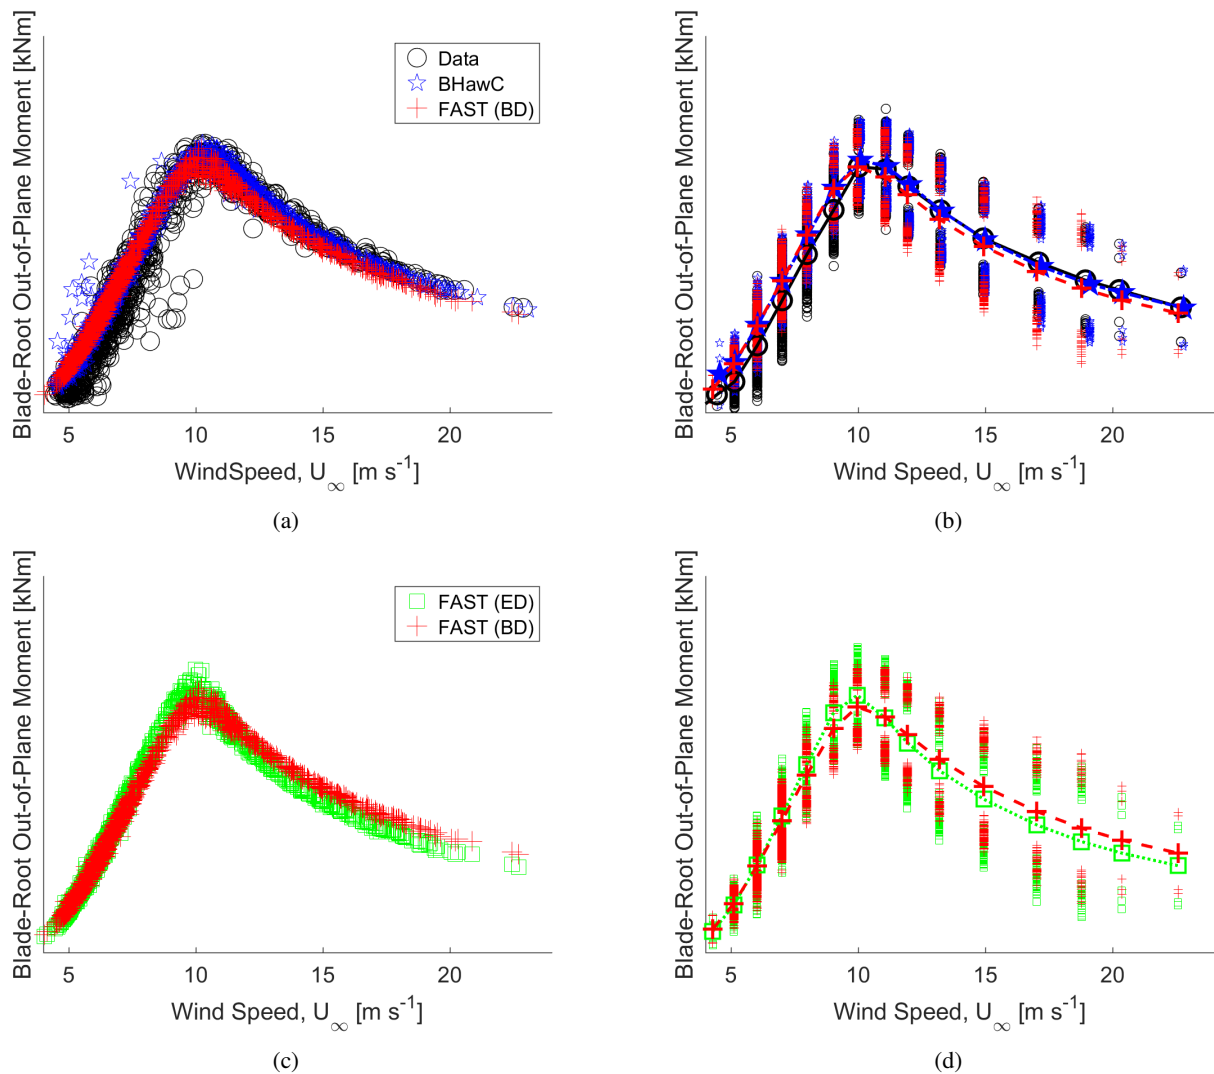 Blade-Root Out-of-Plane Moment [kNm]
Data
BHawC
FAST (BD)
5
10
15
20
WindSpeed, U∞ [m s-1]
(a)
Blade-Root Out-of-Plane Moment [kNm]
5
10
15
20
Wind Speed, U∞ [m s-1]
(b)
Blade-Root Out-of-Plane Moment [kNm]
FAST (ED)
FAST (BD)
5
10
15
20
Wind Speed, U∞ [m s-1]
(c)
Blade-Root Out-of-Plane Moment [kNm]
5
10
15
20
Wind Speed, U∞ [m s-1]
(d)